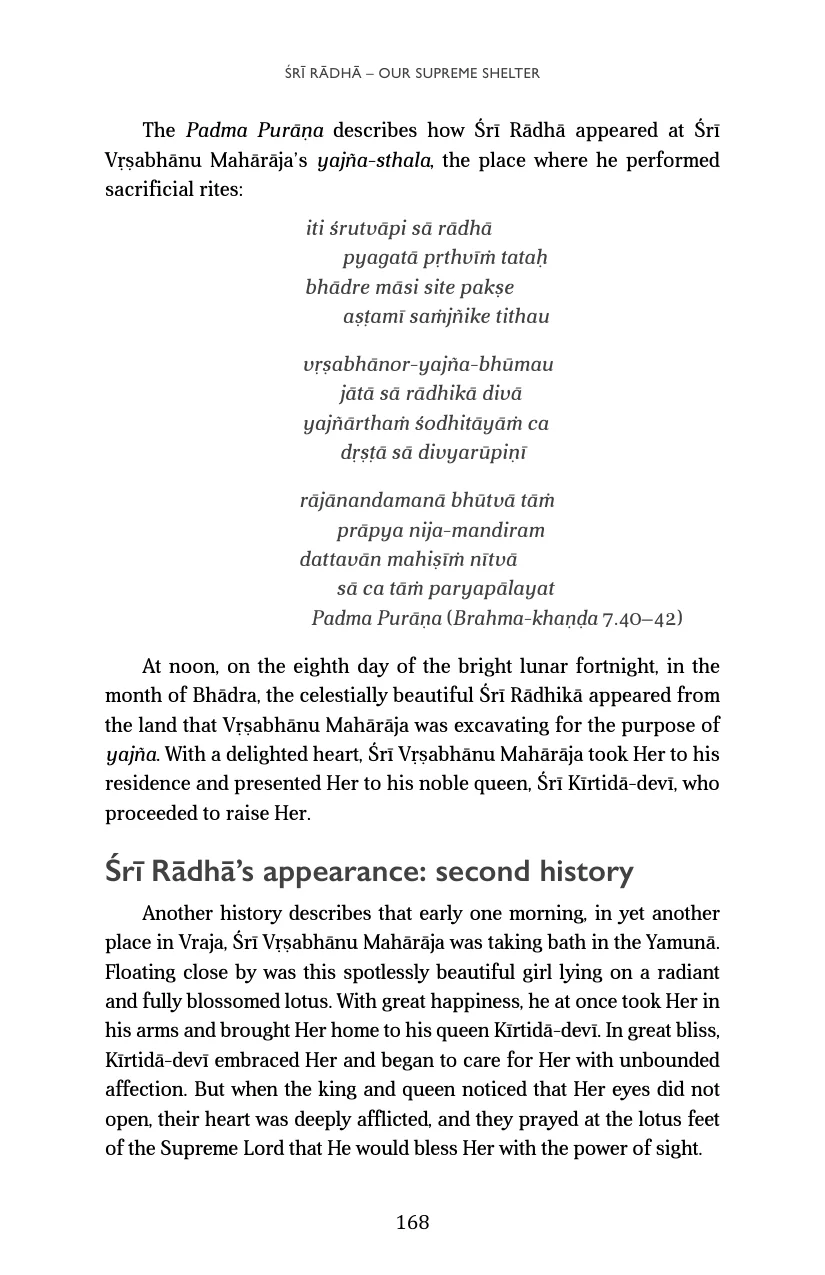 ŚRĪ RĀDHĀ – OUR SUPREME SHELTER
The Padma Purāṇa describes how Śrī Rādhā appeared at Śrī
Vṛṣabhānu Mahārāja’s yajña-sthala, the place where he performed
sacrificial rites:
iti śrutvāpi sā rādhā
pyagatā pṛthvīṁ tataḥ
bhādre māsi site pakṣe
aṣṭamī saṁjñike tithau
vṛṣabhānor-yajña-bhūmau
jātā sā rādhikā divā
yajñārthaṁ śodhitāyāṁ ca
dṛṣṭā sā divyarūpiṇī
rājānandamanā bhūtvā tāṁ
prāpya nija-mandiram
dattavān mahiṣīṁ nītvā
sā ca tāṁ paryapālayat
Padma Purāṇa (Brahma-khaṇḍa 7.40–42)
At noon, on the eighth day of the bright lunar fortnight, in the
month of Bhādra, the celestially beautiful Śrī Rādhikā appeared from
the land that Vṛṣabhānu Mahārāja was excavating for the purpose of
yajña. With a delighted heart, Śrī Vṛṣabhānu Mahārāja took Her to his
residence and presented Her to his noble queen, Śrī Kīrtidā-devī, who
proceeded to raise Her.
Śrī Rādhā’s appearance: second history
Another history describes that early one morning, in yet another
place in Vraja, Śrī Vṛṣabhānu Mahārāja was taking bath in the Yamunā.
Floating close by was this spotlessly beautiful girl lying on a radiant
and fully blossomed lotus. With great happiness, he at once took Her in
his arms and brought Her home to his queen Kīrtidā-devī. In great bliss,
Kīrtidā-devī embraced Her and began to care for Her with unbounded
affection. But when the king and queen noticed that Her eyes did not
open, their heart was deeply afflicted, and they prayed at the lotus feet
of the Supreme Lord that He would bless Her with the power of sight.
168